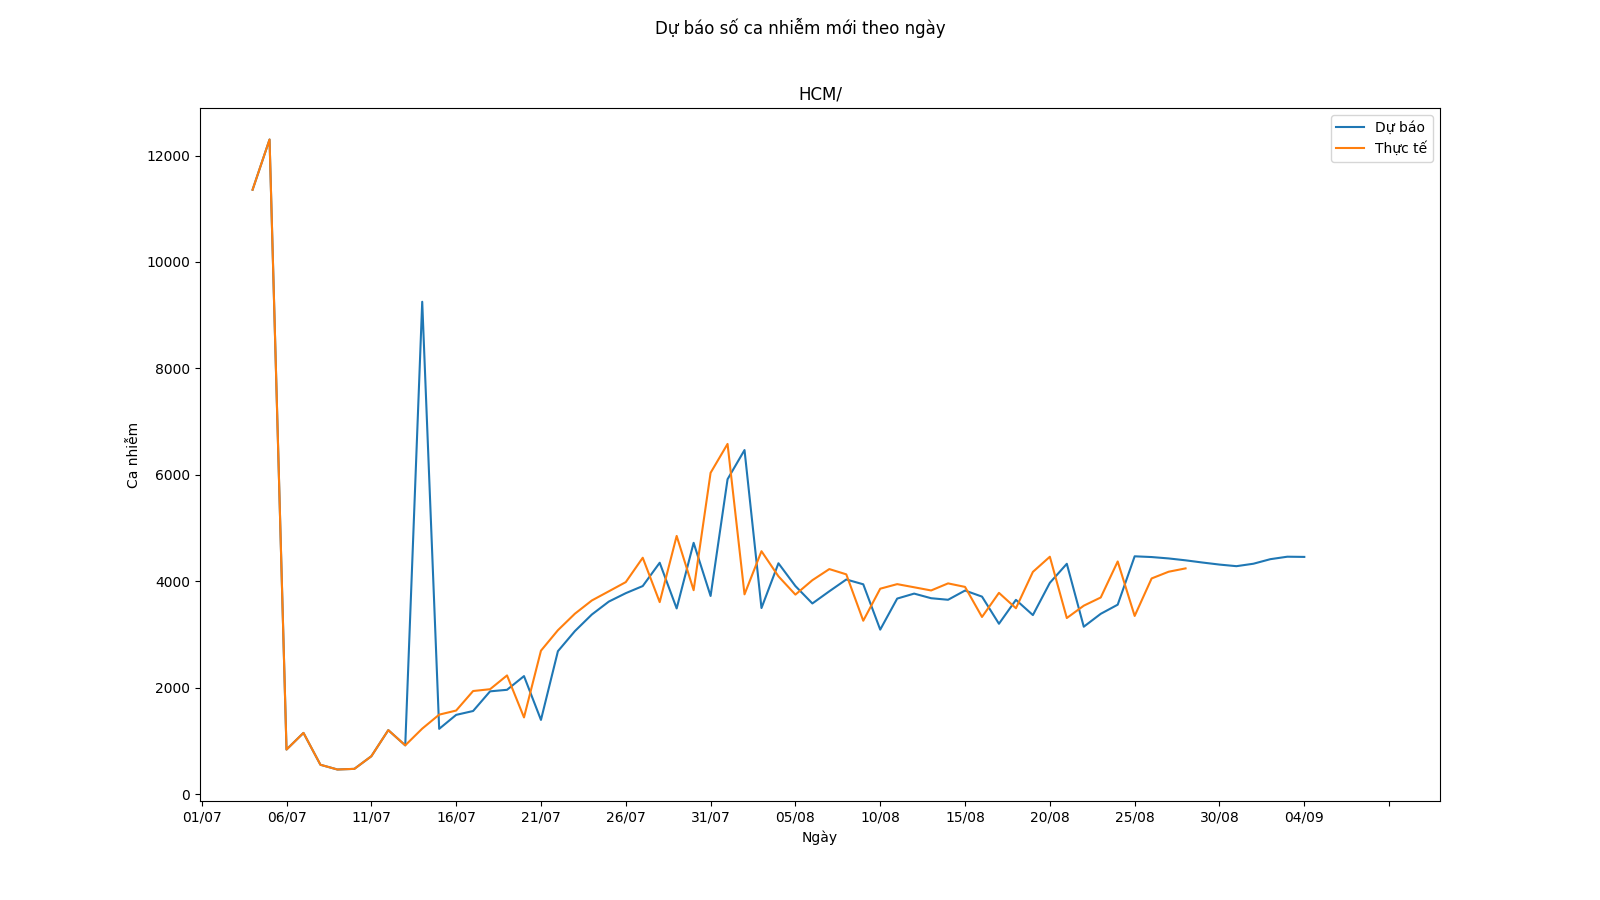 Dự báo số ca nhiễm mới theo ngày
HCM/
Dự báo
Thực tế
Ca nhiễm
12000
10000
8000
6000
4000
2000
0
01/07 06/07 11/07 16/07 21/07 26/07 31/07 05/08 10/08 15/08 20/08 25/08 30/08 04/09
Ngày